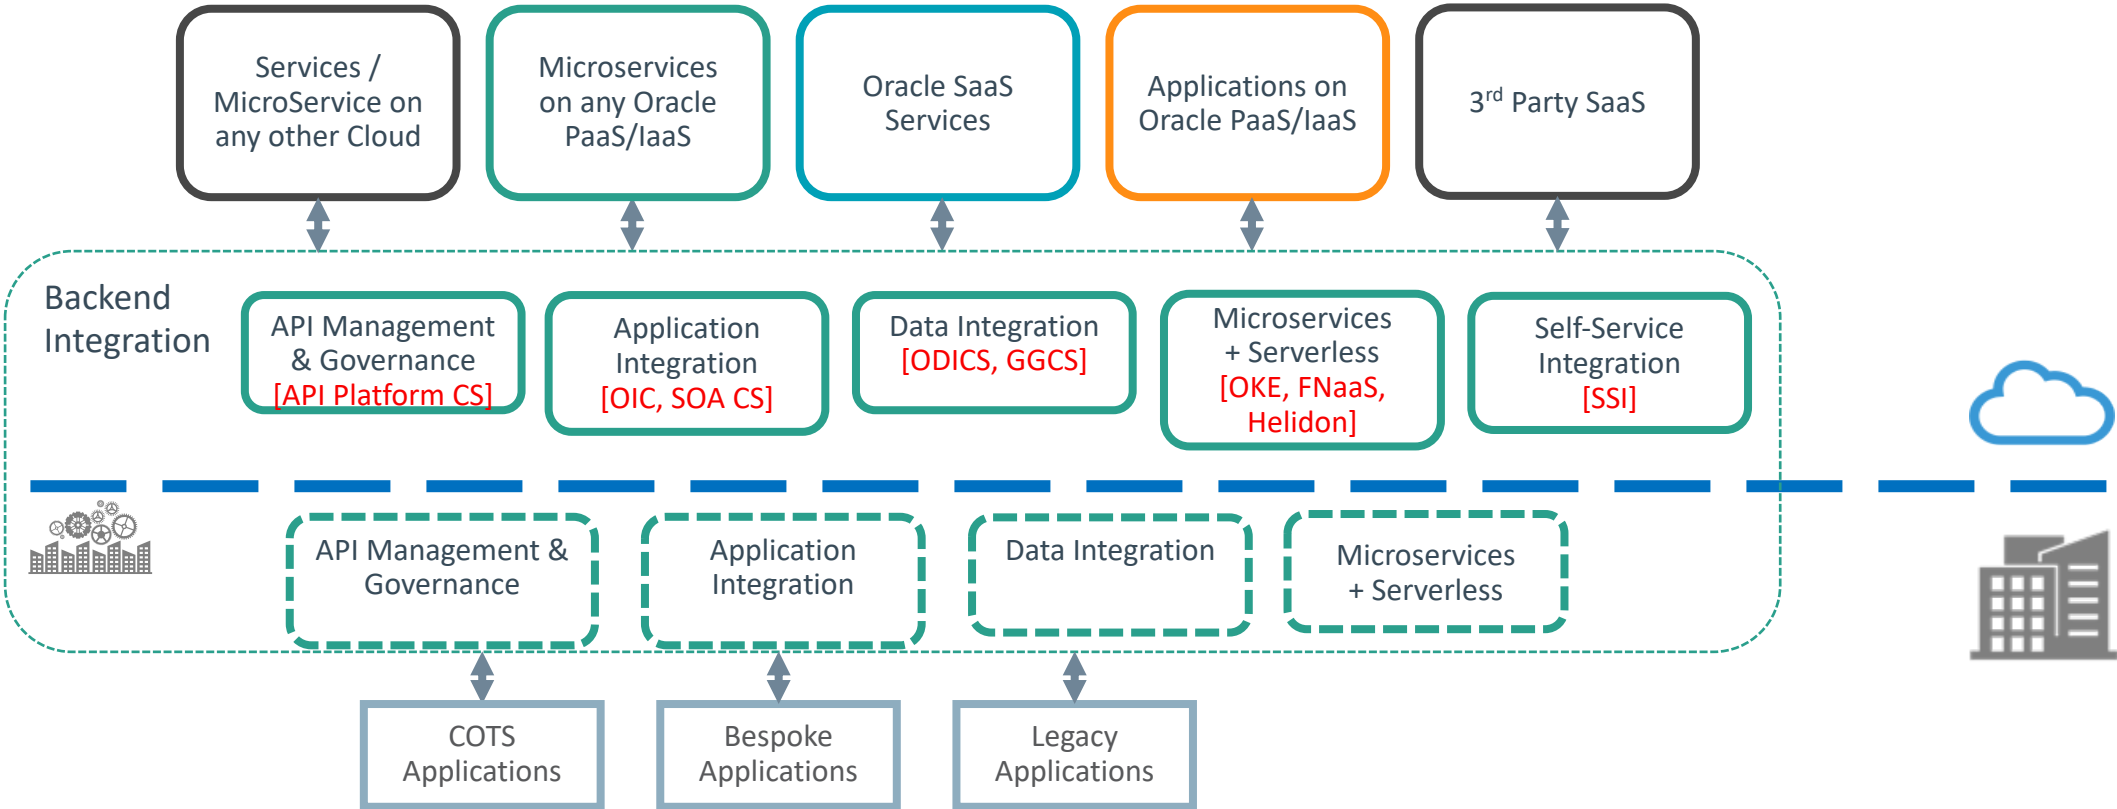 Services /
MicroService on
any other Cloud
Microservices
on any Oracle
PaaS/IaaS
Oracle SaaS
Services
Applications on
Oracle PaaS/IaaS
3rd Party SaaS
Backend
Integration
API Management
& Governance
[API Platform CS]
Application
Integration
[OIC, SOA CS]
Data Integration
[ODICS, GGCS]
Microservices
+ Serverless
[OKE, FNaaS,
Helidon]
Self-Service
Integration
[SSI]
API Management &
Governance
Application
Integration
Data Integration
Microservices
+ Serverless
COTS
Applications
Bespoke
Applications
Legacy
Applications